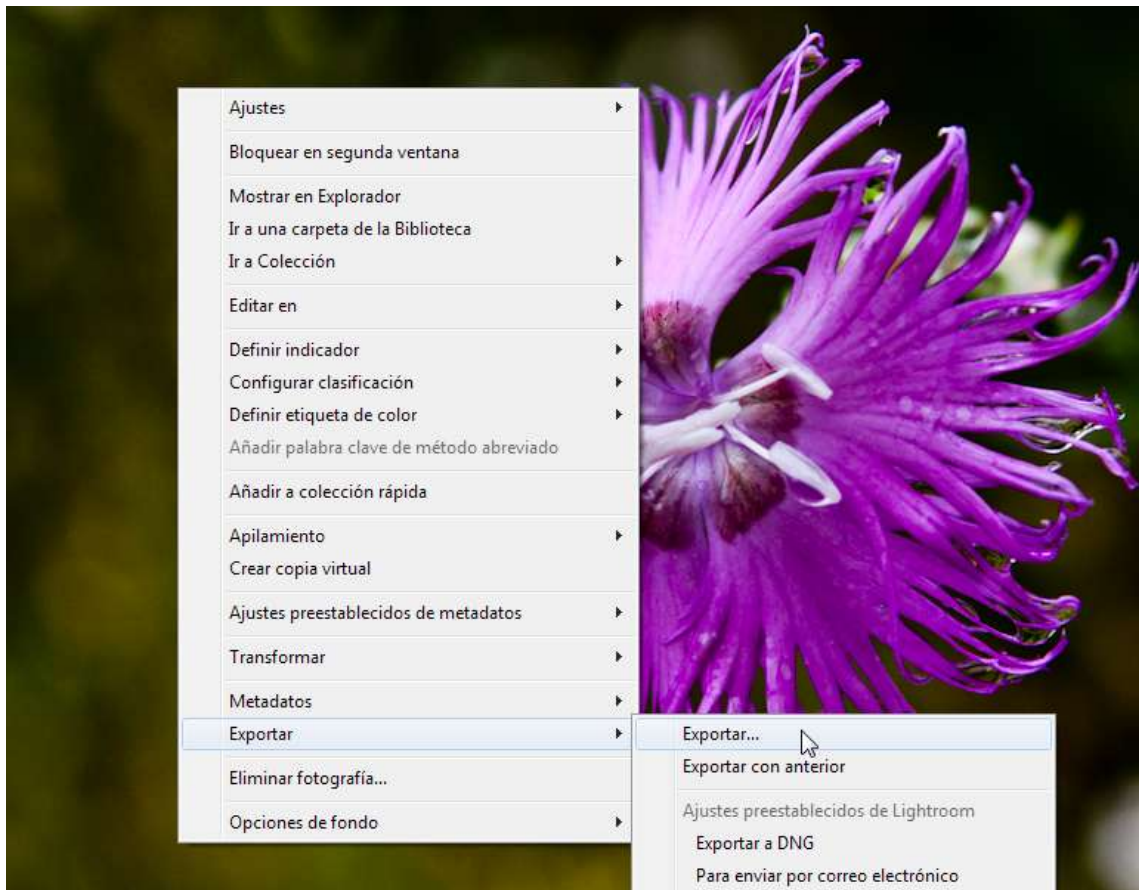 Ajustes
Bloquear en segunda ventana
Mostrar en Explorador
Ir a una carpeta de la Biblioteca
Ir a Colección
Editar en
Definir indicador
Configurar clasificación
Definir etiqueta de color
Añadir palabra clave de método abreviado
Añadir a colección rápida
Apilamiento
Crear copia virtual
Ajustes preestablecidos de metadatos
Transformar
Metadatos
Exportar
Eliminar fotografía...
Opciones de fondo
Exportar...
Exportar con anterior
Ajustes preestablecidos de Lightroom
Exportar a DNG
Para enviar por correo electrónico